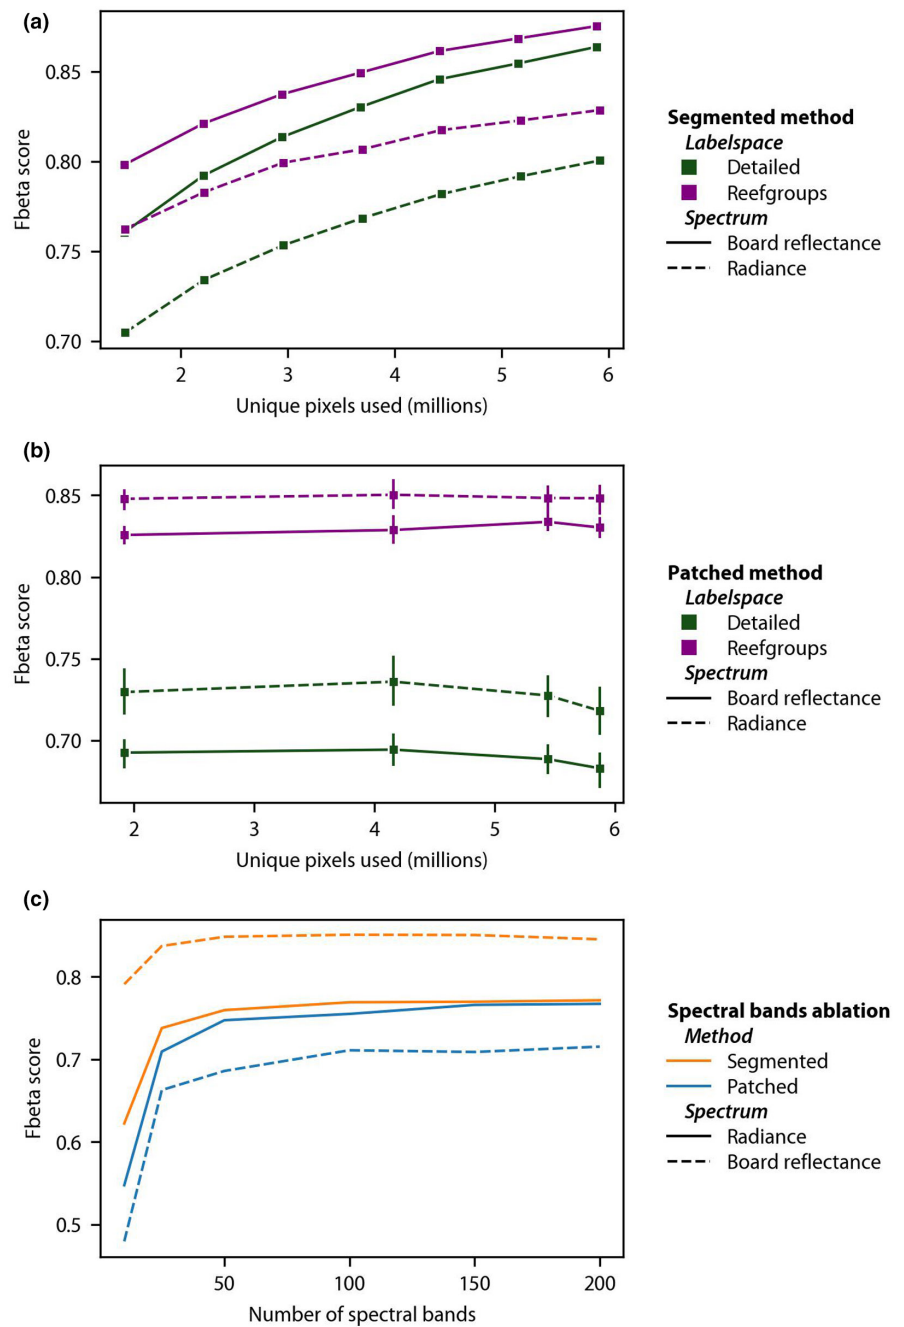 (a)
0.85
0.80
0.75
0.70
Fbeta score
2 3 4 5 6
Unique pixels used (millions)
Segmented method
Labelspace
Detailed
Reefgroups
Spectrum
Board reflectance
Radiance
(b)
0.85
0.80
0.75
0.70
Fbeta score
2 3 4 5 6
Unique pixels used (millions)
Patched method
Labelspace
Detailed
Reefgroups
Spectrum
Board reflectance
Radiance
(c)
0.8
0.7
0.6
0.5
Fbeta score
50 100 150 200
Number of spectral bands
Spectral bands ablation
Method
Segmented
Patched
Spectrum
Radiance
Board reflectance